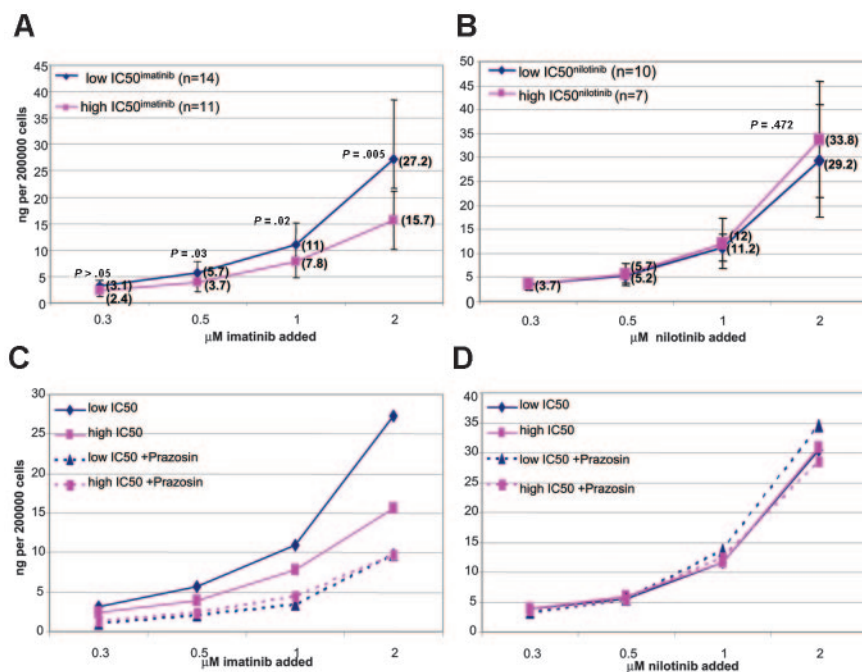 A
45
40
35
30
25
20
15
10
5
0
ng per 200000 cells
low IC50imatinib (n=14)
high IC50imatinib (n=11)
P = .005
P = .02
P = .03
P > .05
(27.2)
(15.7)
(11)
(7.8)
(5.7)
(3.7)
(3.1)
(2.4)
0.3 0.5 1 2
µM imatinib added
B
50
45
40
35
30
25
20
15
10
5
0
low IC50nilotinib (n=10)
high IC50nilotinib (n=7)
P = .472
(33.8)
(29.2)
(12)
(11.2)
(5.7)
(5.2)
(3.7)
0.3 0.5 1 2
µM nilotinib added
C
30
25
20
15
10
5
0
ng per 200000 cells
low IC50
high IC50
low IC50 +Prazosin
high IC50 +Prazosin
0.3 0.5 1 2
µM imatinib added
D
40
35
30
25
20
15
10
5
0
low IC50
high IC50
low IC50 +Prazosin
high IC50 +Prazosin
0.3 0.5 1 2
µM nilotinib added